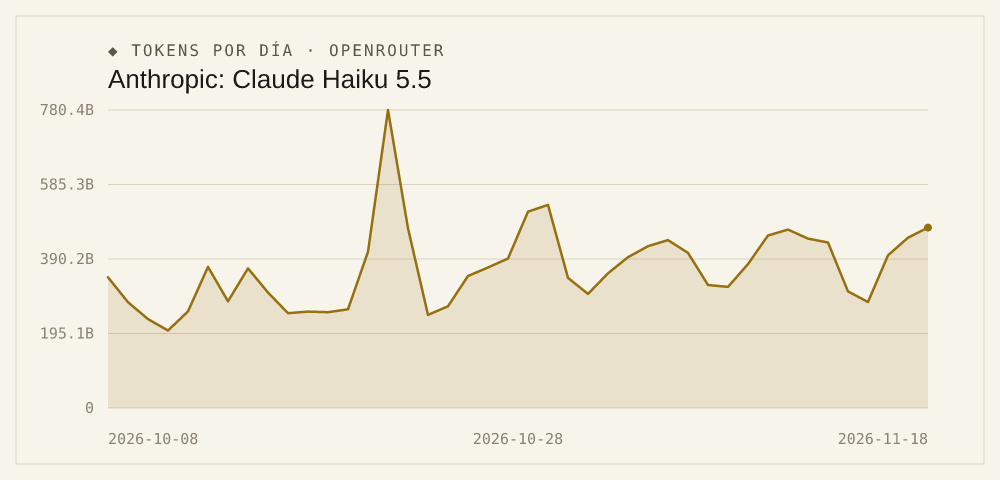 ◆ TOKENS POR DÍA · OPENROUTER
Anthropic: Claude Haiku 5.5
780.4B
585.3B
390.2B
195.1B
0
2026-10-08 2026-10-28 2026-11-18